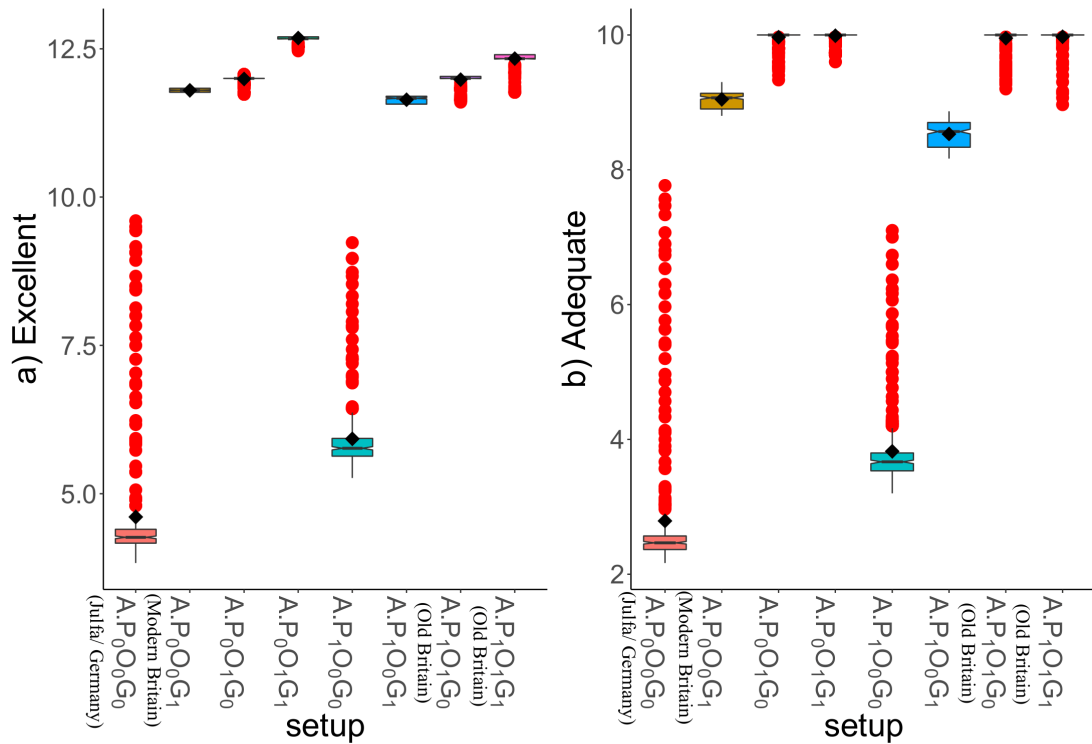 a) Excellent
12.5
10.0
7.5
5.0
A.P₀O₀G₀
(Julfa/ Germany)
A.P₀O₀G₁
(Modern Britain)
A.P₀O₁G₀
A.P₀O₁G₁
A.P₁O₀G₀
A.P₁O₀G₁
A.P₁O₁G₀
(Old Britain)
A.P₁O₁G₁
(Old Britain)
setup
b) Adequate
10
8
6
4
2
A.P₀O₀G₀
(Julfa/ Germany)
A.P₀O₀G₁
(Modern Britain)
A.P₀O₁G₀
A.P₀O₁G₁
A.P₁O₀G₀
A.P₁O₀G₁
A.P₁O₁G₀
(Old Britain)
A.P₁O₁G₁
(Old Britain)
setup